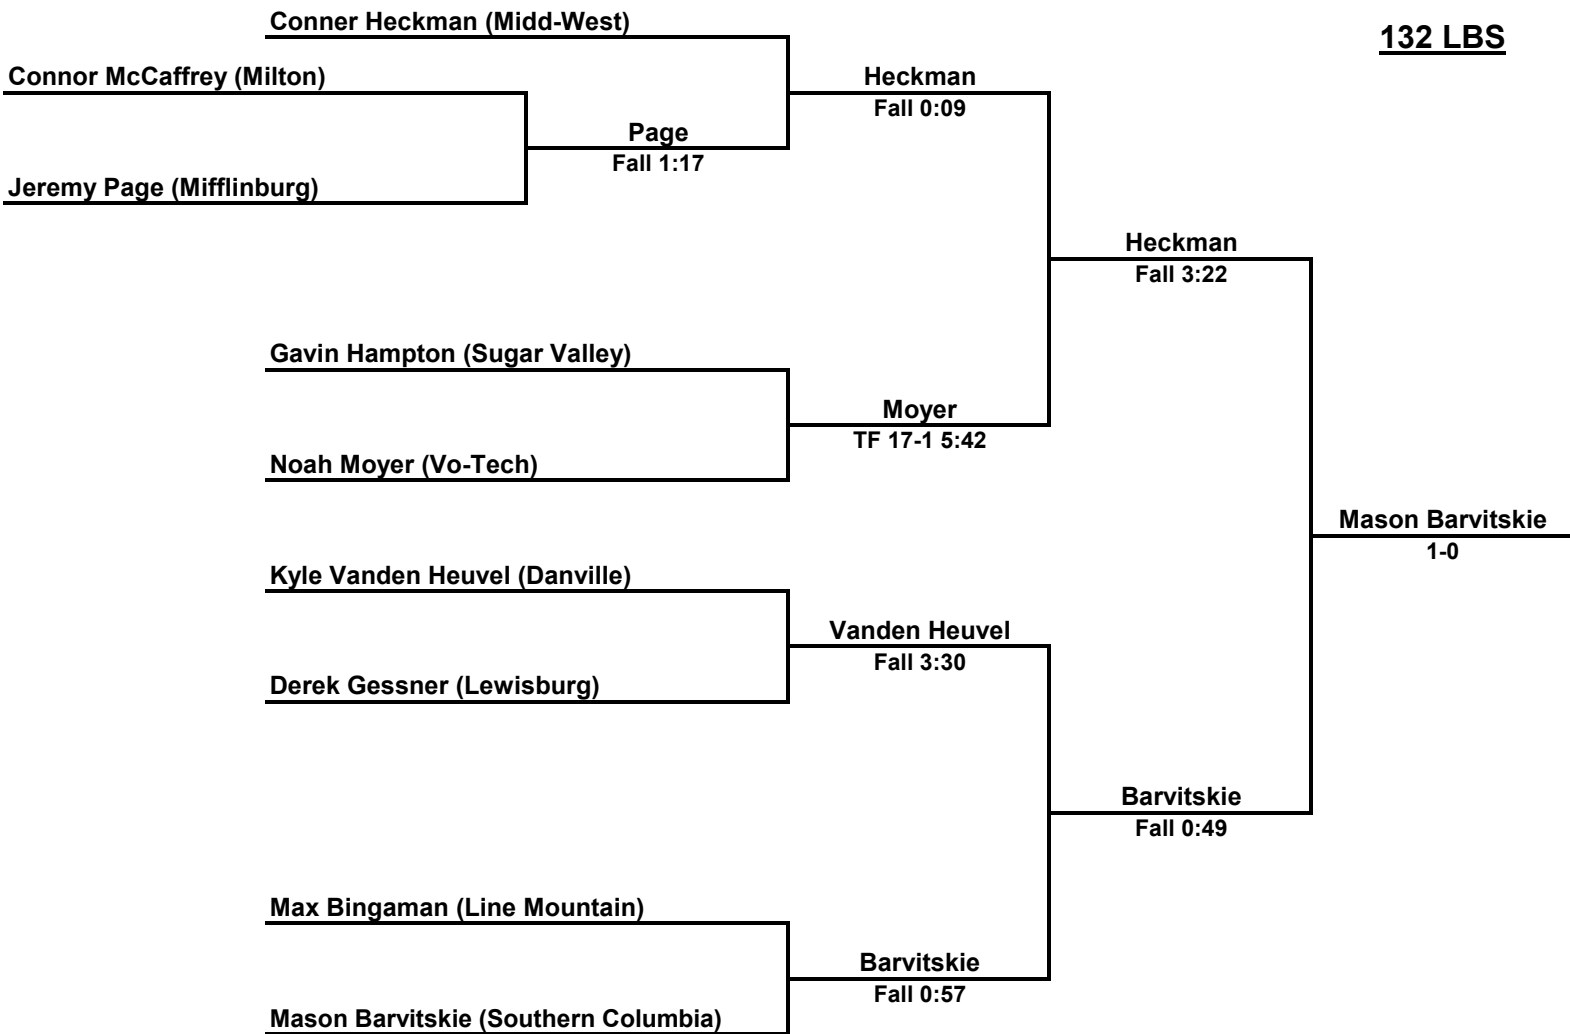 Conner Heckman (Midd-West)
132 LBS
Connor McCaffrey (Milton)
Heckman
Fall 0:09
Page
Fall 1:17
Jeremy Page (Mifflinburg)
Heckman
Fall 3:22
Gavin Hampton (Sugar Valley)
Moyer
TF 17-1 5:42
Noah Moyer (Vo-Tech)
Mason Barvitskie
1-0
Kyle Vanden Heuvel (Danville)
Vanden Heuvel
Fall 3:30
Derek Gessner (Lewisburg)
Barvitskie
Fall 0:49
Max Bingaman (Line Mountain)
Barvitskie
Fall 0:57
Mason Barvitskie (Southern Columbia)